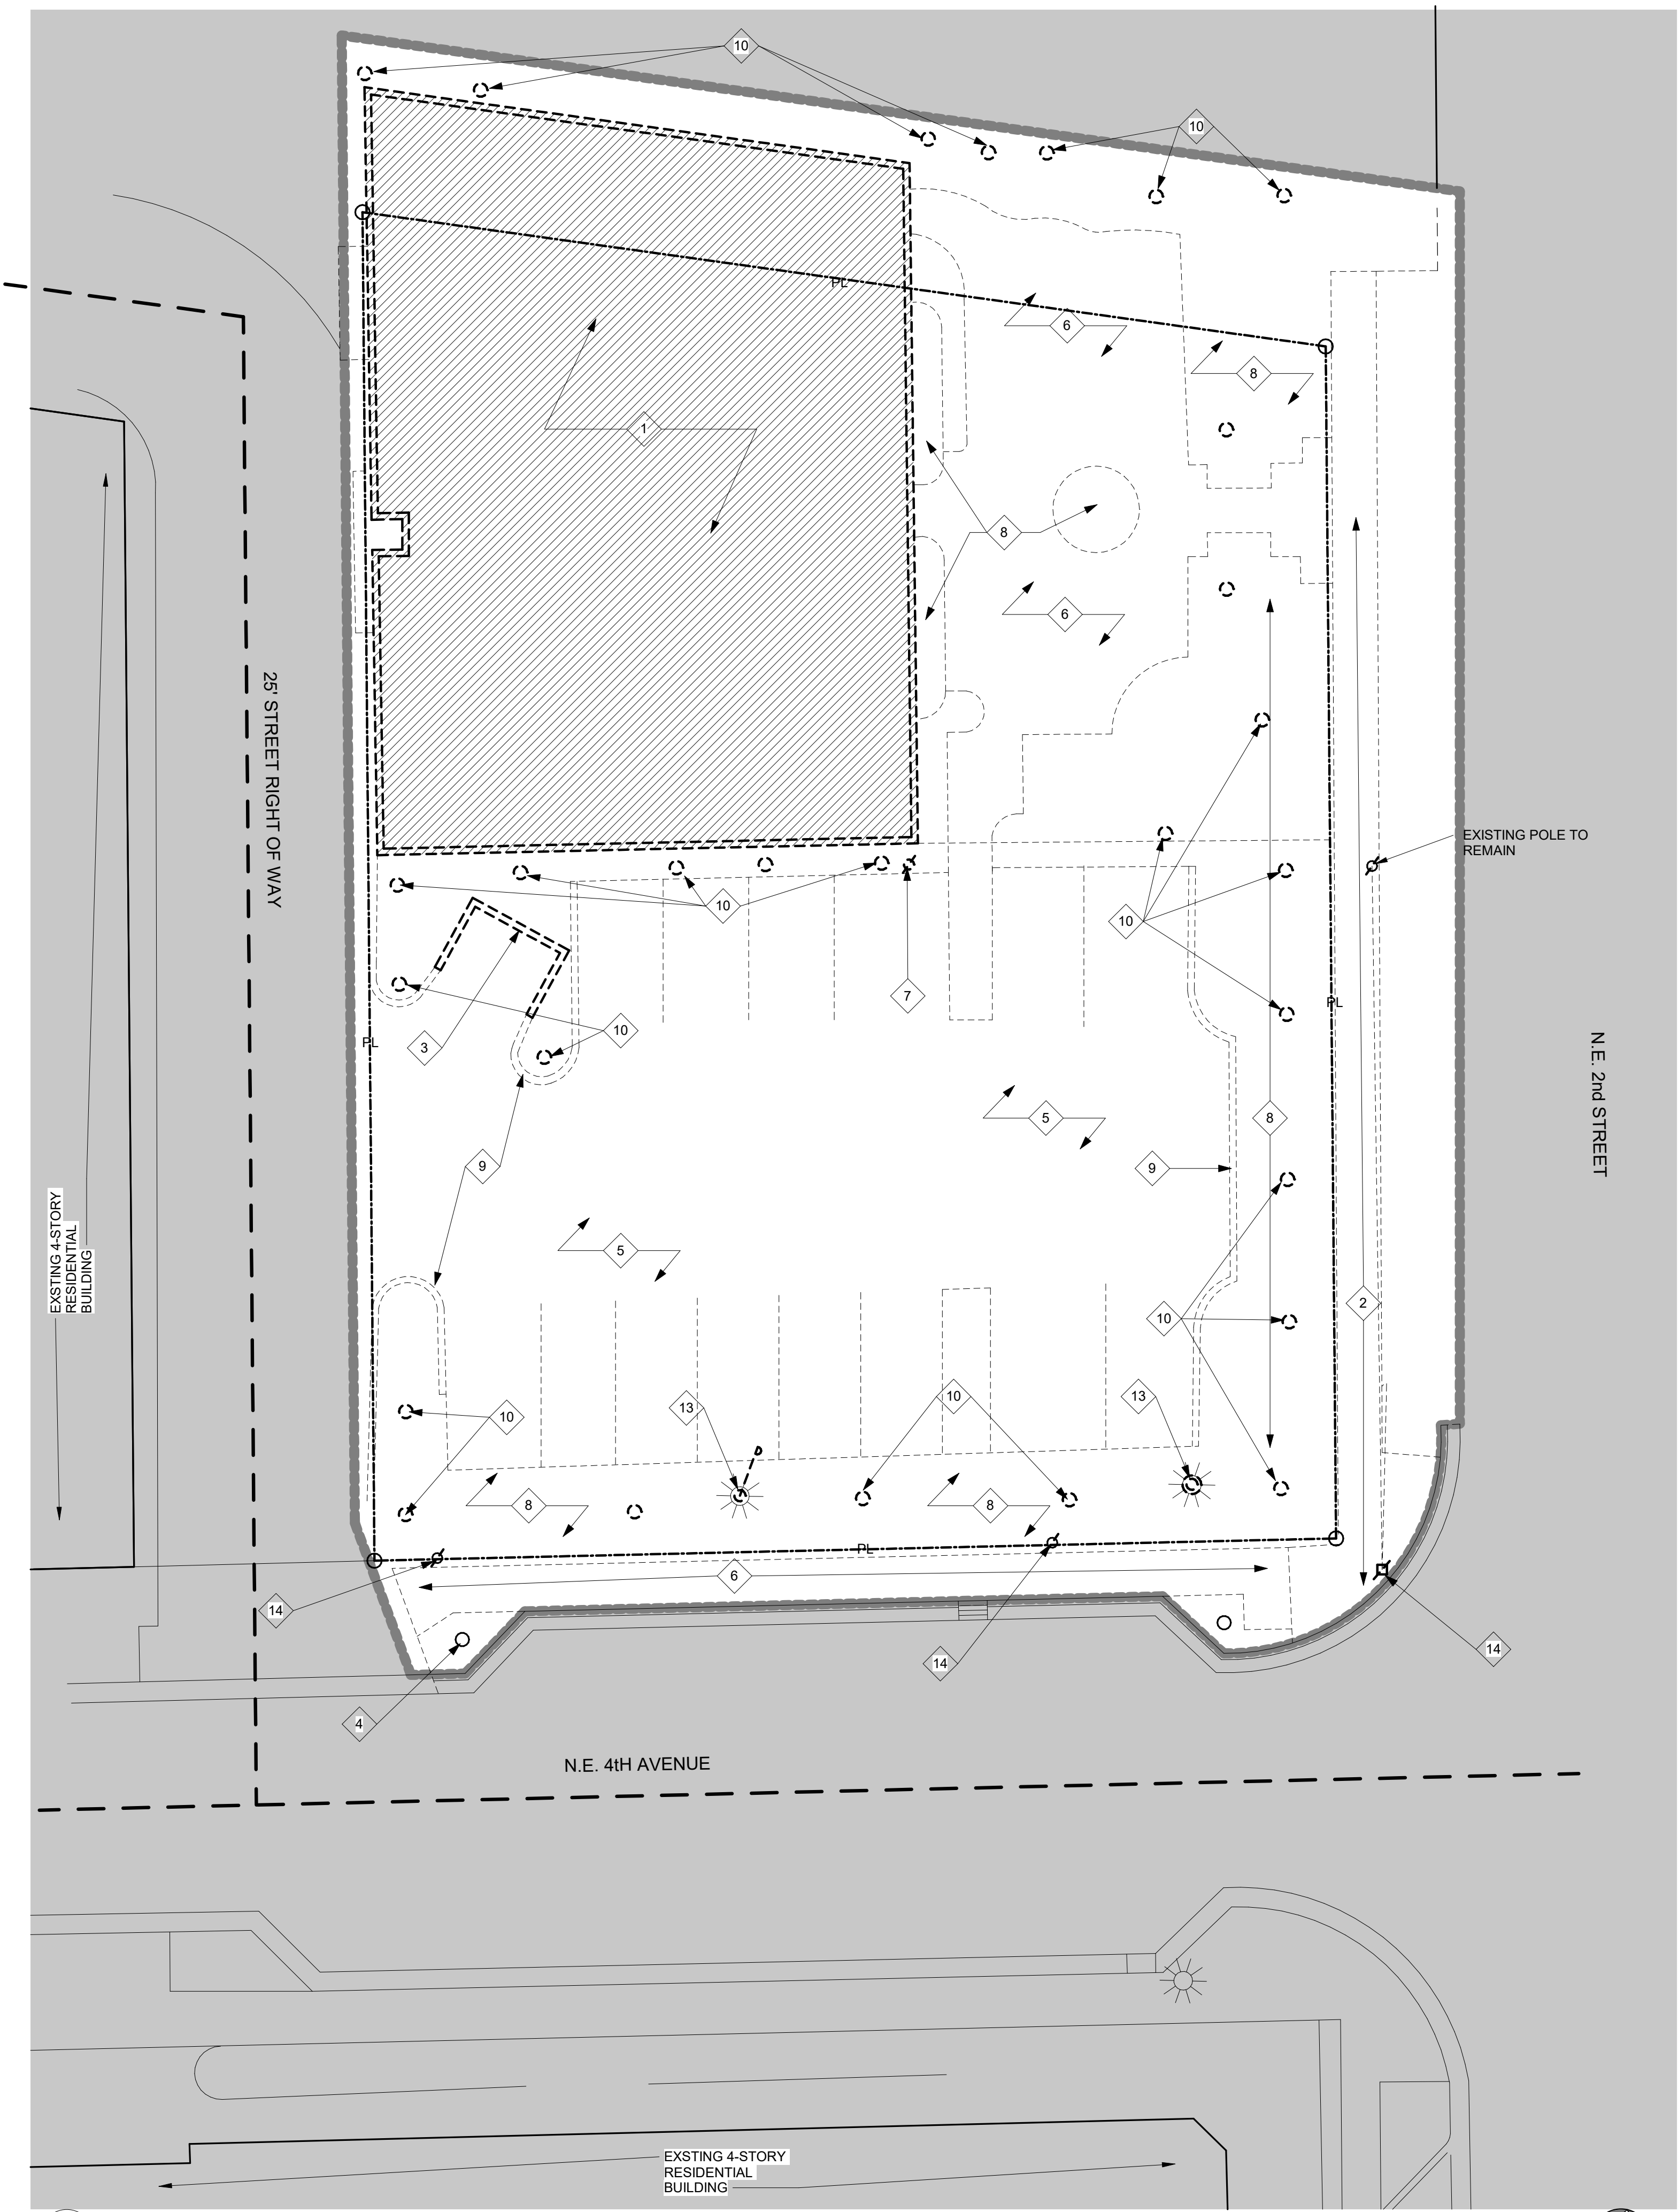 10
10
PL
6
8
1
8
6
25' STREET RIGHT OF WAY
EXISTING POLE TO
REMAIN
10
10
7
10
3
PL
PL
N.E. 2nd STREET
5
8
9
9
EXSTING 4-STORY
RESIDENTIAL
BUILDING
5
2
10
13
10
13
10
8
8
PL
6
14
14
14
4
N.E. 4tH AVENUE
EXSTING 4-STORY
RESIDENTIAL
BUILDING